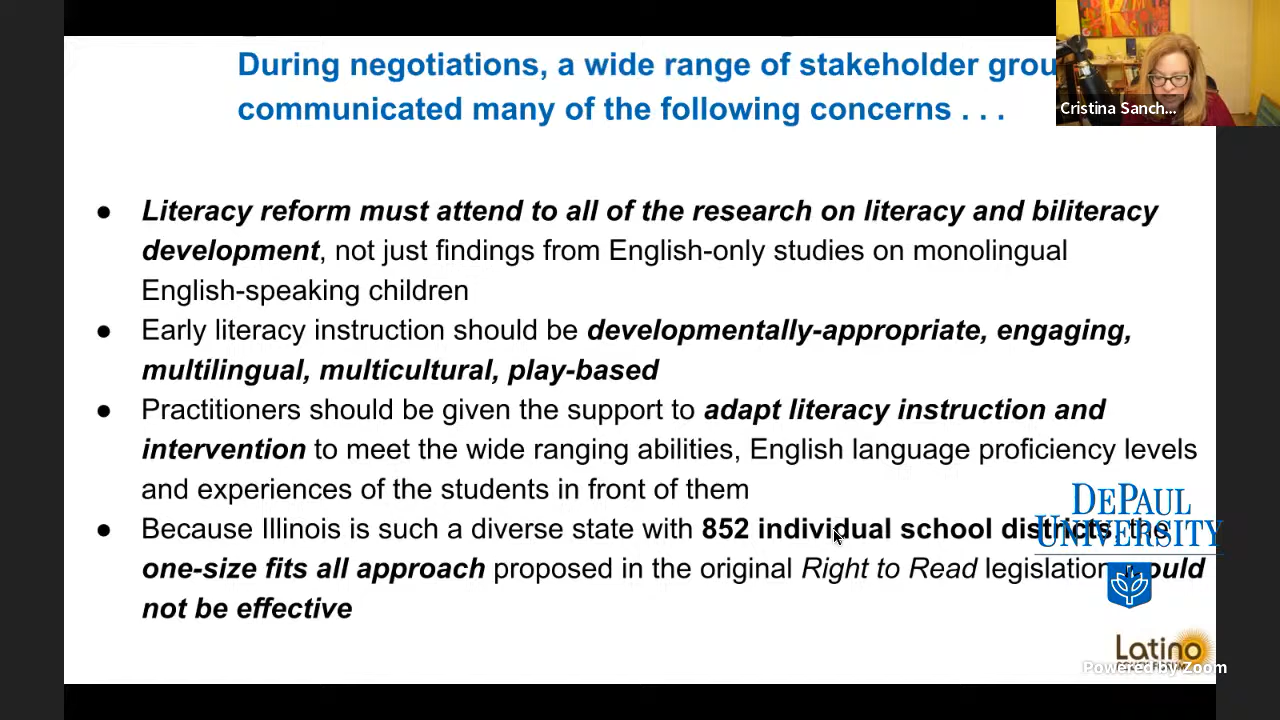 During negotiations, a wide range of stakeholder grou
communicated many of the following concerns . . .
Cristina Sanch...
● Literacy reform must attend to all of the research on literacy and biliteracy
development, not just findings from English-only studies on monolingual
English-speaking children
● Early literacy instruction should be developmentally-appropriate, engaging,
multilingual, multicultural, play-based
● Practitioners should be given the support to adapt literacy instruction and
intervention to meet the wide ranging abilities, English language proficiency levels
and experiences of the students in front of them
● Because Illinois is such a diverse state with 852 individual school districts, the
one-size fits all approach proposed in the original Right to Read legislation
not be effective
DEPAUL
UNIVERSITY
Latino
Powered by Zoom